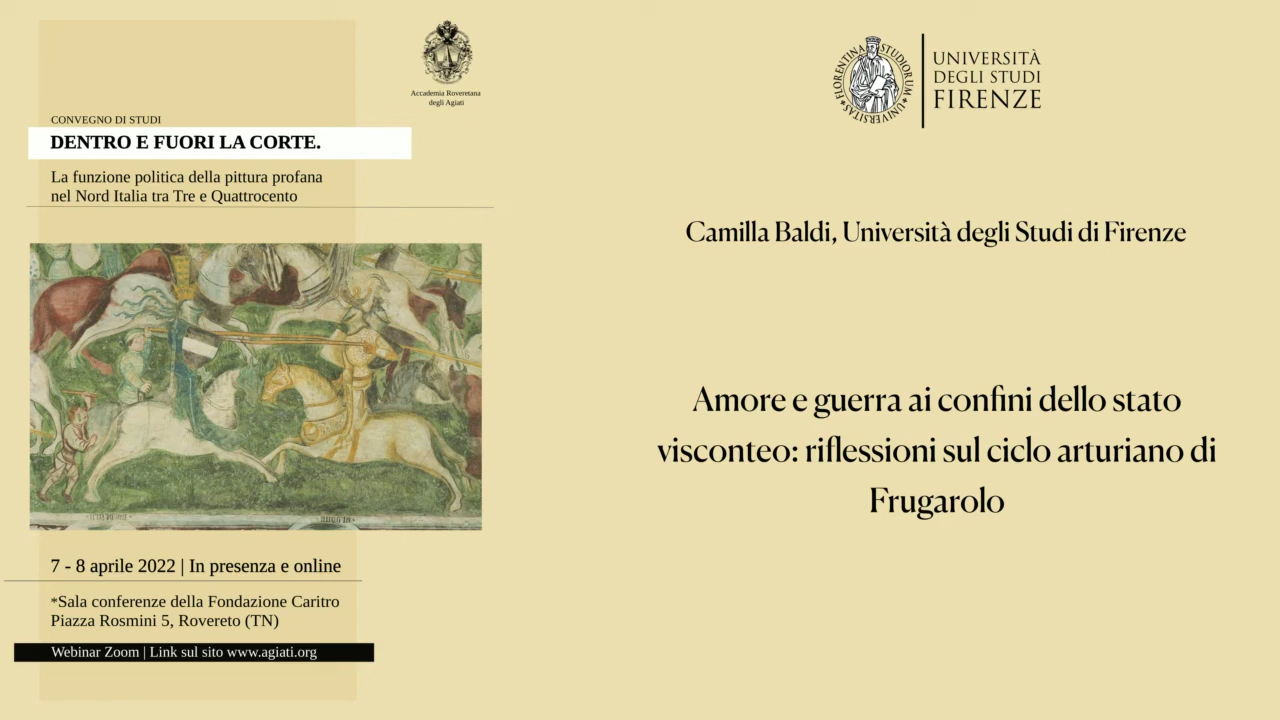 Accademia Roveretana
degli Agiati
CONVEGNO DI STUDI
DENTRO E FUORI LA CORTE.
La funzione politica della pittura profana
nel Nord Italia tra Tre e Quattrocento
7 - 8 aprile 2022 | In presenza e online
*Sala conferenze della Fondazione Caritro
Piazza Rosmini 5, Rovereto (TN)
Webinar Zoom | Link sul sito www.agiati.org
FLORENTINA STUDIORUM UNIVERSITAS
UNIVERSITÀ
DEGLI STUDI
FIRENZE
Camilla Baldi, Università degli Studi di Firenze
Amore e guerra ai confini dello stato
visconteo: riflessioni sul ciclo arturiano di
Frugarolo